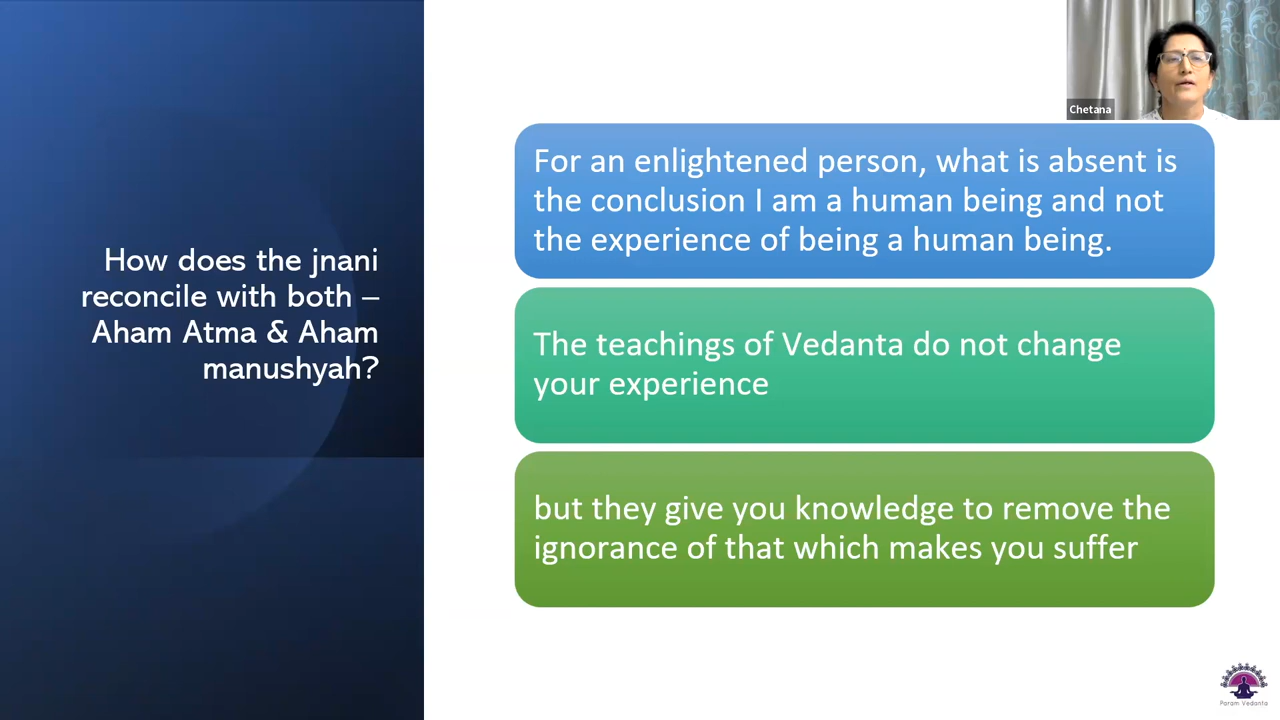 Chetana
How does the jnani
reconcile with both –
Aham Atma & Aham
manushyah?
For an enlightened person, what is absent is
the conclusion I am a human being and not
the experience of being a human being.
The teachings of Vedanta do not change
your experience
but they give you knowledge to remove the
ignorance of that which makes you suffer
Param Vedanta